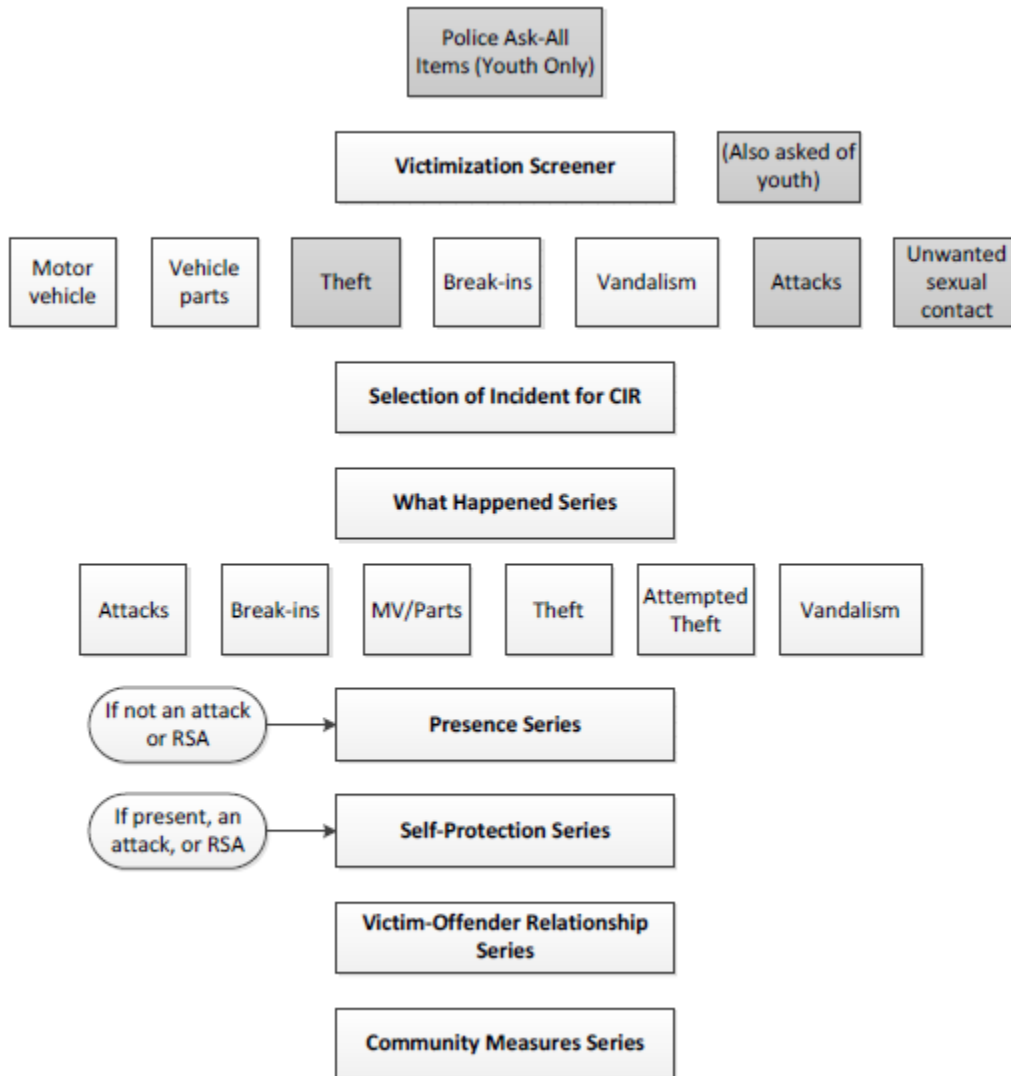 Police Ask-All
Items (Youth Only)
Victimization Screener
(Also asked of
youth)
Motor
vehicle
Vehicle
parts
Theft
Break-ins
Vandalism
Attacks
Unwanted
sexual
contact
Selection of Incident for CIR
What Happened Series
Attacks
Break-ins
MV/Parts
Theft
Attempted
Theft
Vandalism
If not an attack
or RSA
Presence Series
If present, an
attack, or RSA
Self-Protection Series
Victim-Offender Relationship
Series
Community Measures Series